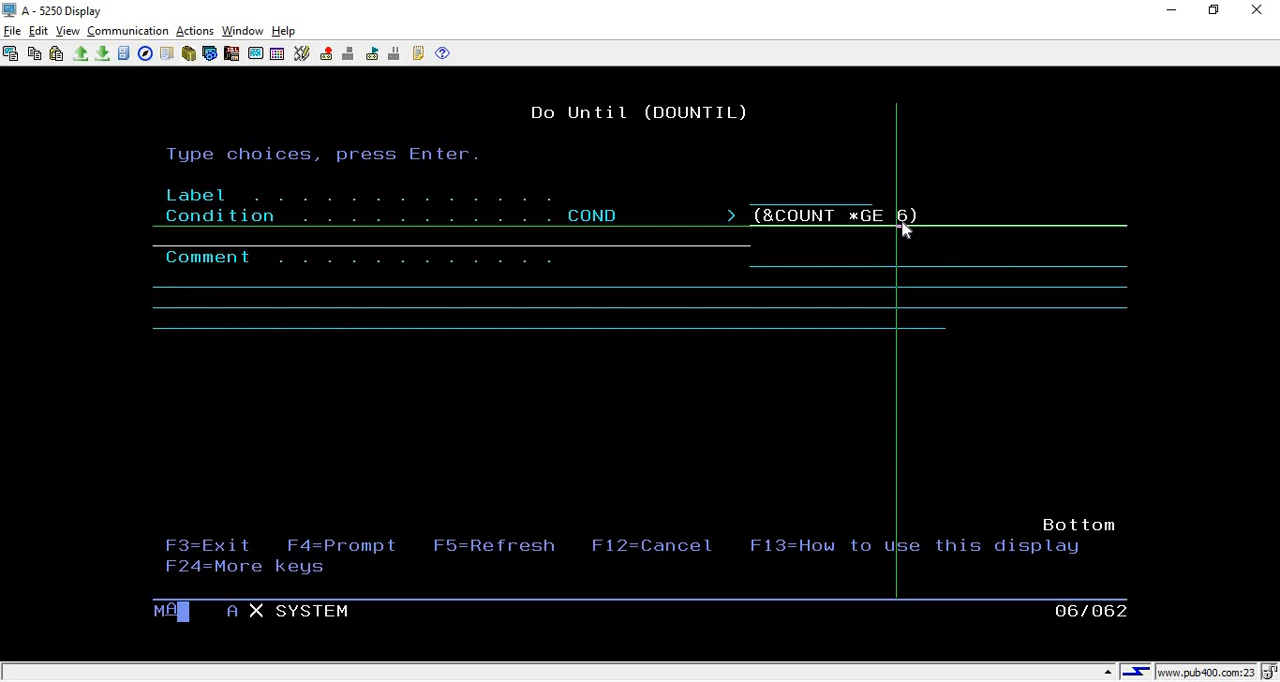 A - 5250 Display
File Edit View Communication Actions Window Help
Do Until (DOUNTIL)
Type choices, press Enter.
Label . . . . . . . . . . . . .
Condition . . . . . . . . . . . COND > (&COUNT *GE 6)
Comment . . . . . . . . . . . .
Bottom
F3=Exit F4=Prompt F5=Refresh F12=Cancel F13=How to use this display
F24=More keys
MA A X SYSTEM 06/062
www.pub400.com:23